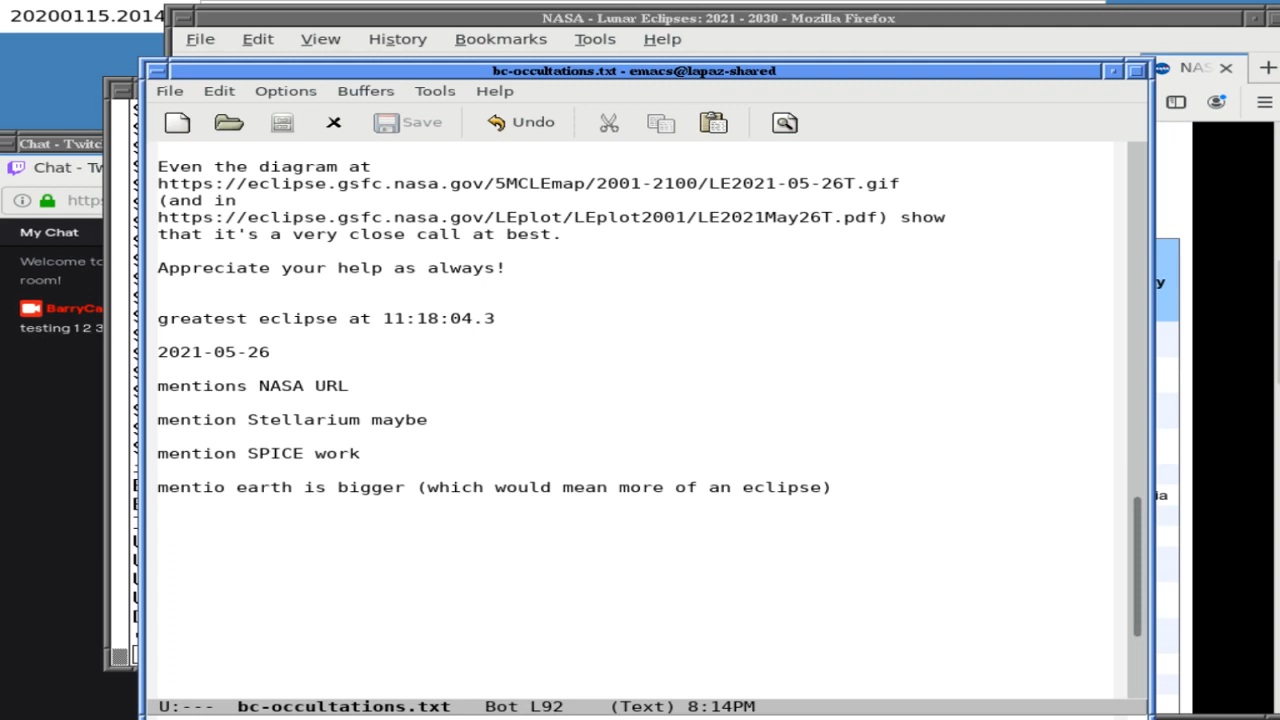 20200115.2014
NASA - Lunar Eclipses: 2021 - 2030 - Mozilla Firefox
File Edit View History Bookmarks Tools Help
bc-occultations.txt - emacs@lapaz-shared
File Edit Options Buffers Tools Help
Save Undo
Chat - Twitc
Chat - Tw
http
My Chat
Welcome to
room!
BarryCa
testing 1 2 3
NAS
Even the diagram at
https://eclipse.gsfc.nasa.gov/5MCLEmap/2001-2100/LE2021-05-26T.gif
(and in
https://eclipse.gsfc.nasa.gov/LEplot/LEplot2001/LE2021May26T.pdf) show
that it's a very close call at best.
Appreciate your help as always!
greatest eclipse at 11:18:04.3
2021-05-26
mentions NASA URL
mention Stellarium maybe
mention SPICE work
mentio earth is bigger (which would mean more of an eclipse)
y
ia
U:--- bc-occultations.txt Bot L92 (Text) 8:14PM